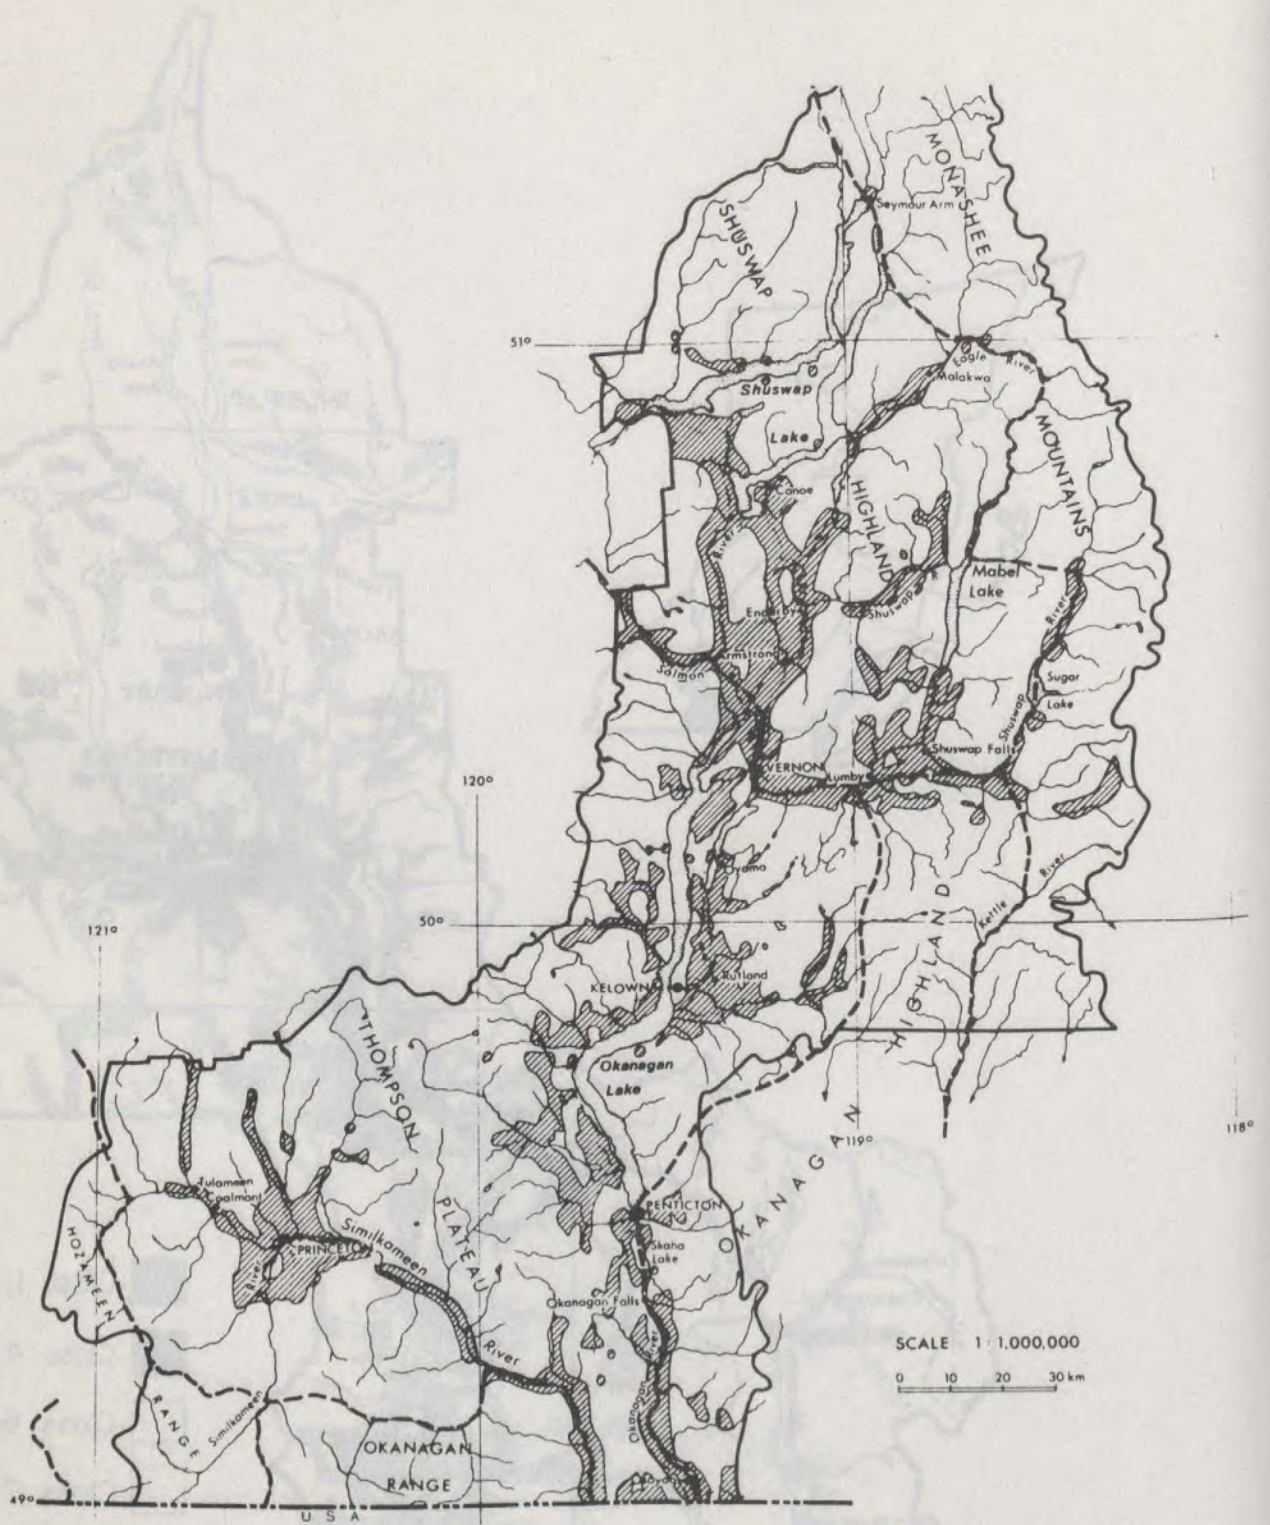 MONASHEE
SHUSWAP
Seymour Arm
51°
Eagle
River
Malakwa
Shuswap
Lake
MOUNTAINS
Canoe
HIGHLAND
River
Mabel
Lake
Enderby
Shuswap
River
Armstrong
Salmon
Sugar
Lake
Shuswap
Shuswap Falls
VERNON
Lumby
120°
Oyama
River
Kettle
50°
121°
HIGHLAND
Rutland
KELOWNA
THOMPSON
Okanagan
Lake
119°
118°
OKANAGAN
Tulameen
Coalmont
PLATEAU
PENTICTON
HOZAMEEN
Similkameen
PRINCETON
River
Skaha
Lake
Okanagan Falls
River
River
SCALE 1:1,000,000
0 10 20 30 km
RANGE
Similkameen
Okanagan
OKANAGAN
RANGE
49°
USA